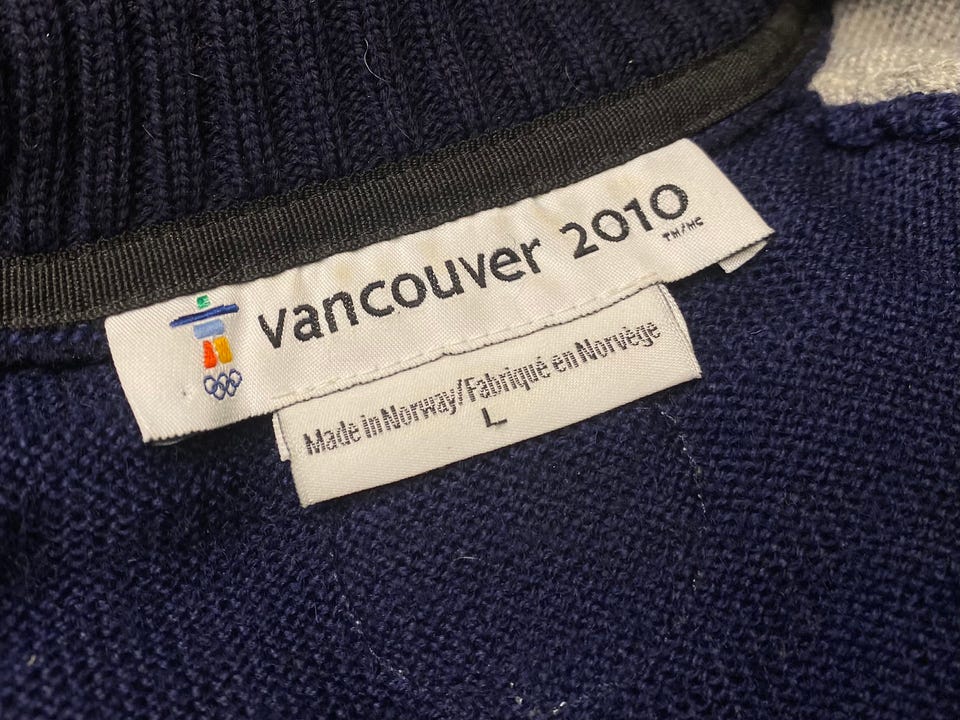 vancouver 2010
TM/MC
Made in Norway/Fabriqué en Norvège
L